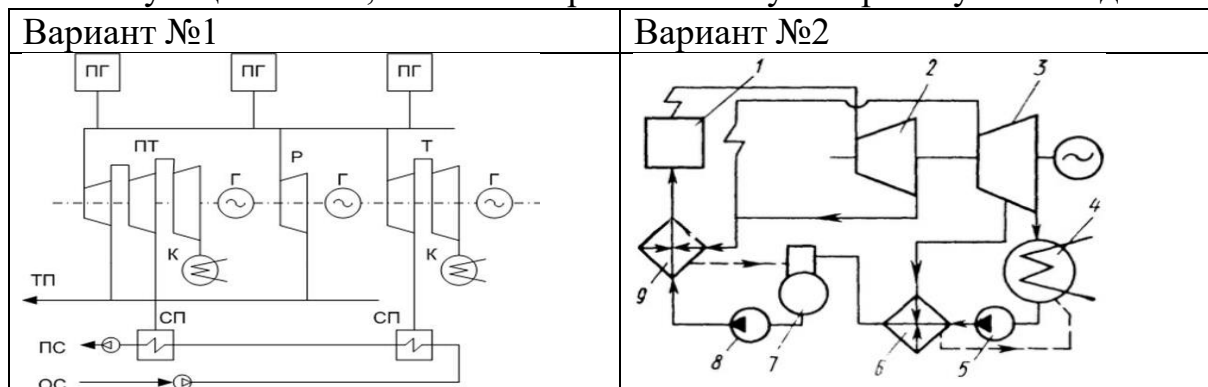 Вариант №1
Вариант №2
ПГ ПГ ПГ
ПТ Р Т
Г Г Г
К К
ТП
СП СП
ПС
ОС
1 2 3
4
9 8 7 6 5